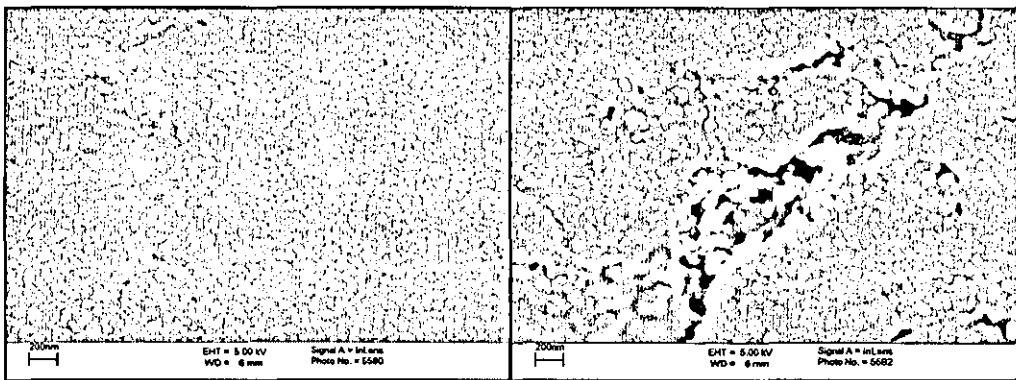 200nm
EHT = 5.00 kV
Signal A = InLens
WD = 6 mm
Photo No. = 5580
200nm
EHT = 5.00 kV
Signal A = InLens
WD = 6 mm
Photo No. = 5682